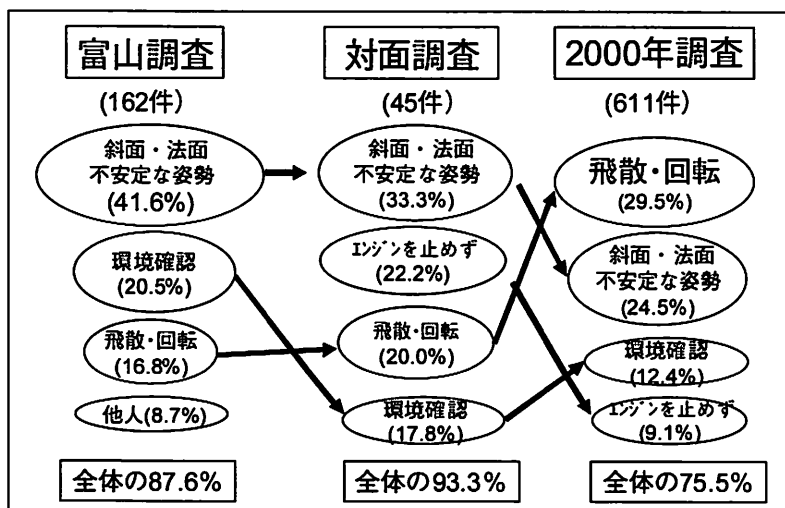 富山調査
(162件)
斜面・法面
不安定な姿勢
(41.6%)
環境確認
(20.5%)
飛散・回転
(16.8%)
他人(8.7%)
全体の87.6%
対面調査
(45件)
斜面・法面
不安定な姿勢
(33.3%)
ｴﾝｼﾞﾝを止めず
(22.2%)
飛散・回転
(20.0%)
環境確認
(17.8%)
全体の93.3%
2000年調査
(611件)
飛散・回転
(29.5%)
斜面・法面
不安定な姿勢
(24.5%)
環境確認
(12.4%)
ｴﾝｼﾞﾝを止めず
(9.1%)
全体の75.5%